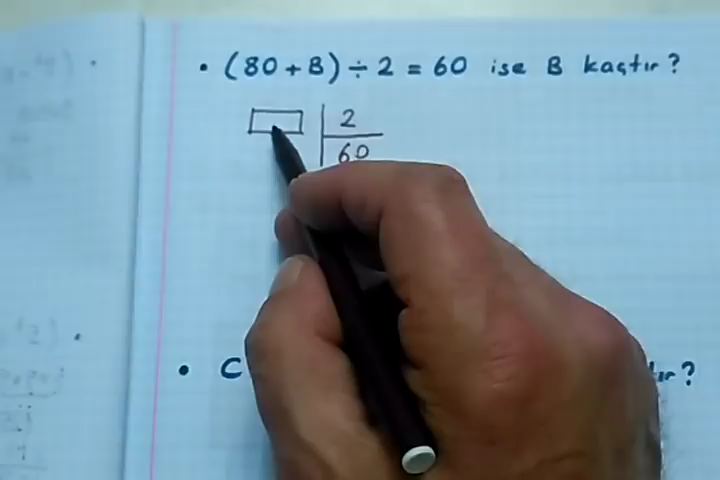 • (80 + B) ÷ 2 = 60 ise B kaçtır?
2
60
• C
?